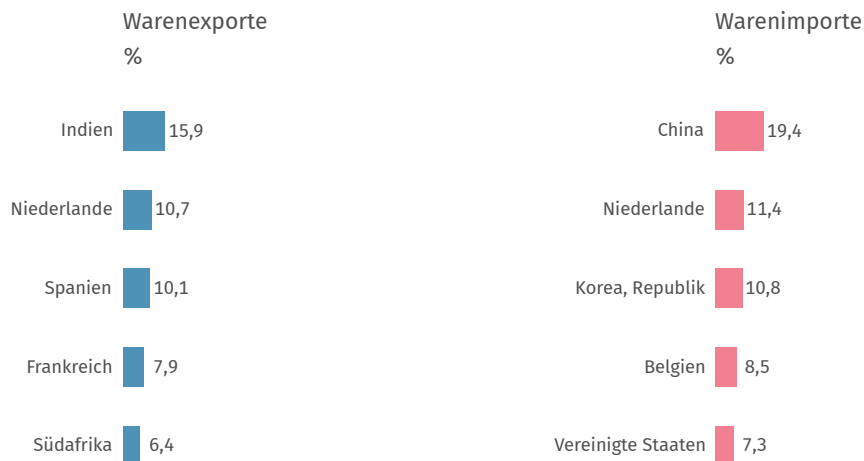 Warenexporte
%
Indien 15,9
Niederlande 10,7
Spanien 10,1
Frankreich 7,9
Südafrika 6,4
Warenimporte
%
China 19,4
Niederlande 11,4
Korea, Republik 10,8
Belgien 8,5
Vereinigte Staaten 7,3